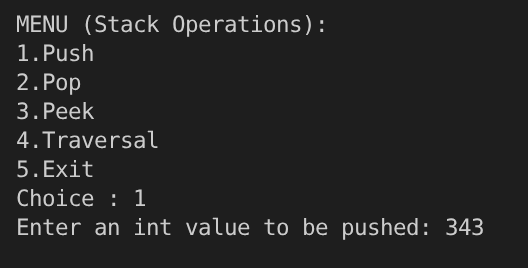 MENU (Stack Operations):
1.Push
2.Pop
3.Peek
4.Traversal
5.Exit
Choice : 1
Enter an int value to be pushed: 343